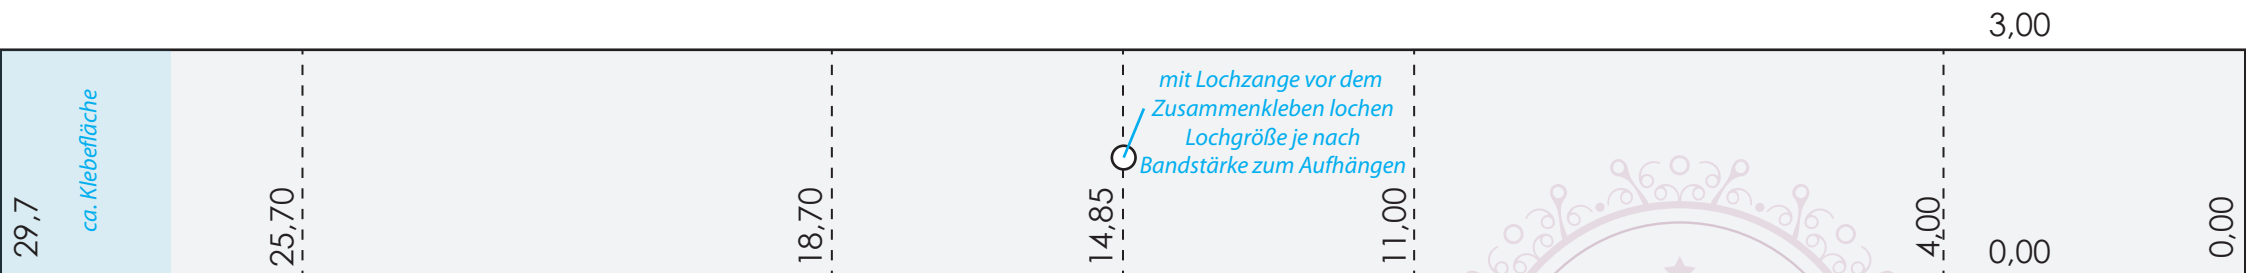 3,00
mit Lochzange vor dem
Zusammenkleben lochen
Lochgröße je nach
Bandstärke zum Aufhängen
ca. Klebefläche
29,7
25,70
18,70
14,85
11,00
4,00
0,00
0,00